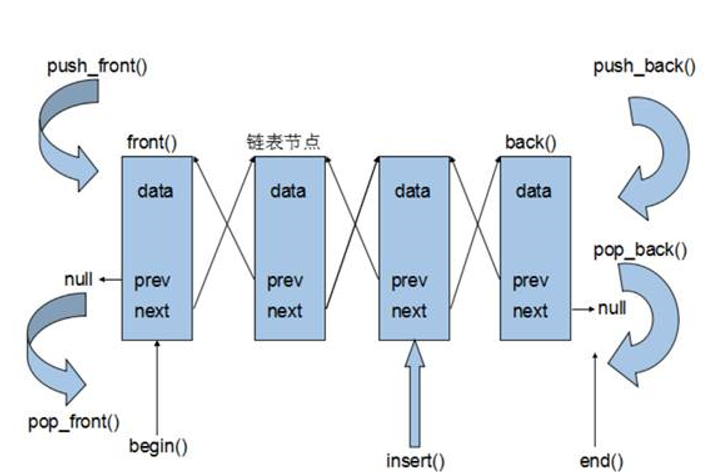 push_front()
push_back()
front()
链表节点
back()
data
data
data
data
pop_back()
null
prev
prev
prev
prev
next
next
next
next
null
pop_front()
begin()
insert()
end()